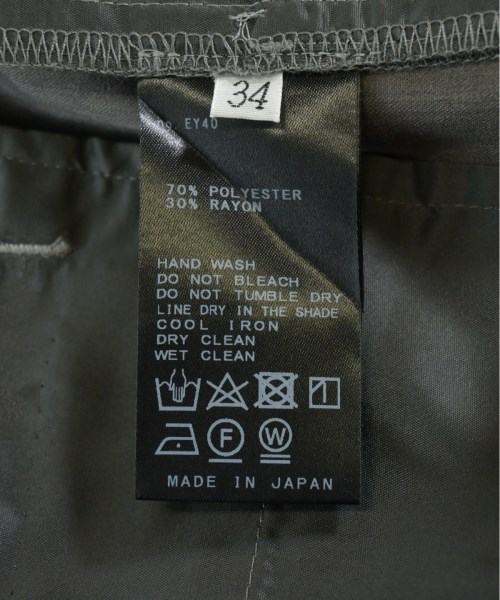 34
no. EY40
70% POLYESTER
30% RAYON
HAND WASH
DO NOT BLEACH
DO NOT TUMBLE DRY
LINE DRY IN THE SHADE
COOL IRON
DRY CLEAN
WET CLEAN
F W
MADE IN JAPAN